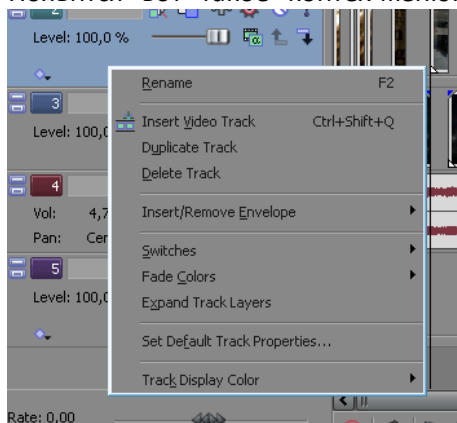 2
Level: 100,0 %
Rename F2
3
Insert Video Track Ctrl+Shift+Q
Level: 100,0
Duplicate Track
Delete Track
4
Vol: 4,7
Insert/Remove Envelope
Pan: Cer
Switches
5
Fade Colors
Level: 100,0
Expand Track Layers
Set Default Track Properties...
Track Display Color
Rate: 0,00